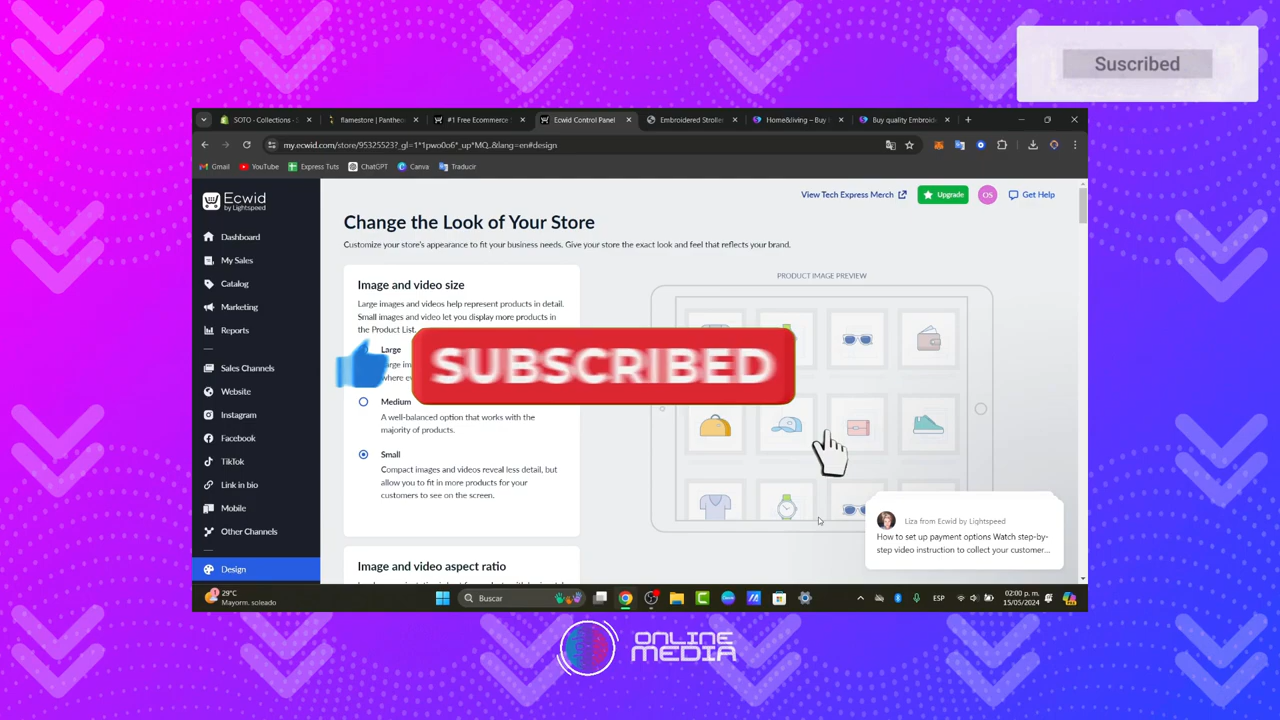 Suscribed
SOTO - Collections - S
flamestore | Pantheo
#1 Free Ecommerce S
Ecwid Control Panel
Embroidered Stroller
Home&living – Buy
Buy quality Embroide
my.ecwid.com/store/95325523?_gl=1*1pwo0o6*_up*MQ..&lang=en#design
Gmail
YouTube
Express Tuts
ChatGPT
Canva
Traducir
Ecwid
by Lightspeed
View Tech Express Merch
Upgrade
OS
Get Help
Dashboard
My Sales
Catalog
Marketing
Reports
Sales Channels
Website
Instagram
Facebook
TikTok
Link in bio
Mobile
Other Channels
Design
Change the Look of Your Store
Customize your store's appearance to fit your business needs. Give your store the exact look and feel that reflects your brand.
Image and video size
Large images and videos help represent products in detail.
Small images and video let you display more products in
the Product List.
Large
Large im
where ev
Medium
A well-balanced option that works with the
majority of products.
Small
Compact images and videos reveal less detail, but
allow you to fit in more products for your
customers to see on the screen.
Image and video aspect ratio
PRODUCT IMAGE PREVIEW
SUBSCRIBED
Liza from Ecwid by Lightspeed
How to set up payment options Watch step-by-
step video instruction to collect your customer...
29°C
Mayorm. soleado
Buscar
ESP
02:00 p. m.
15/05/2024
ONLINE
MEDIA